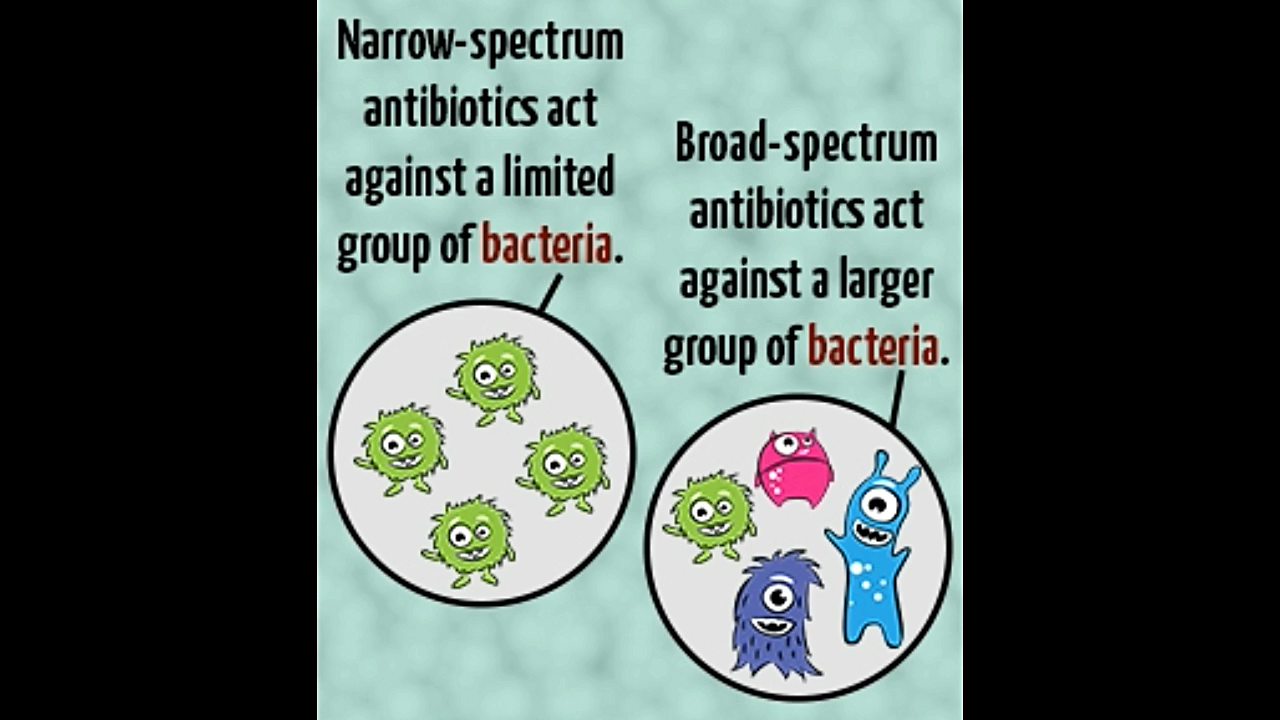 Narrow-spectrum
antibiotics act
against a limited
group of bacteria.
Broad-spectrum
antibiotics act
against a larger
group of bacteria.